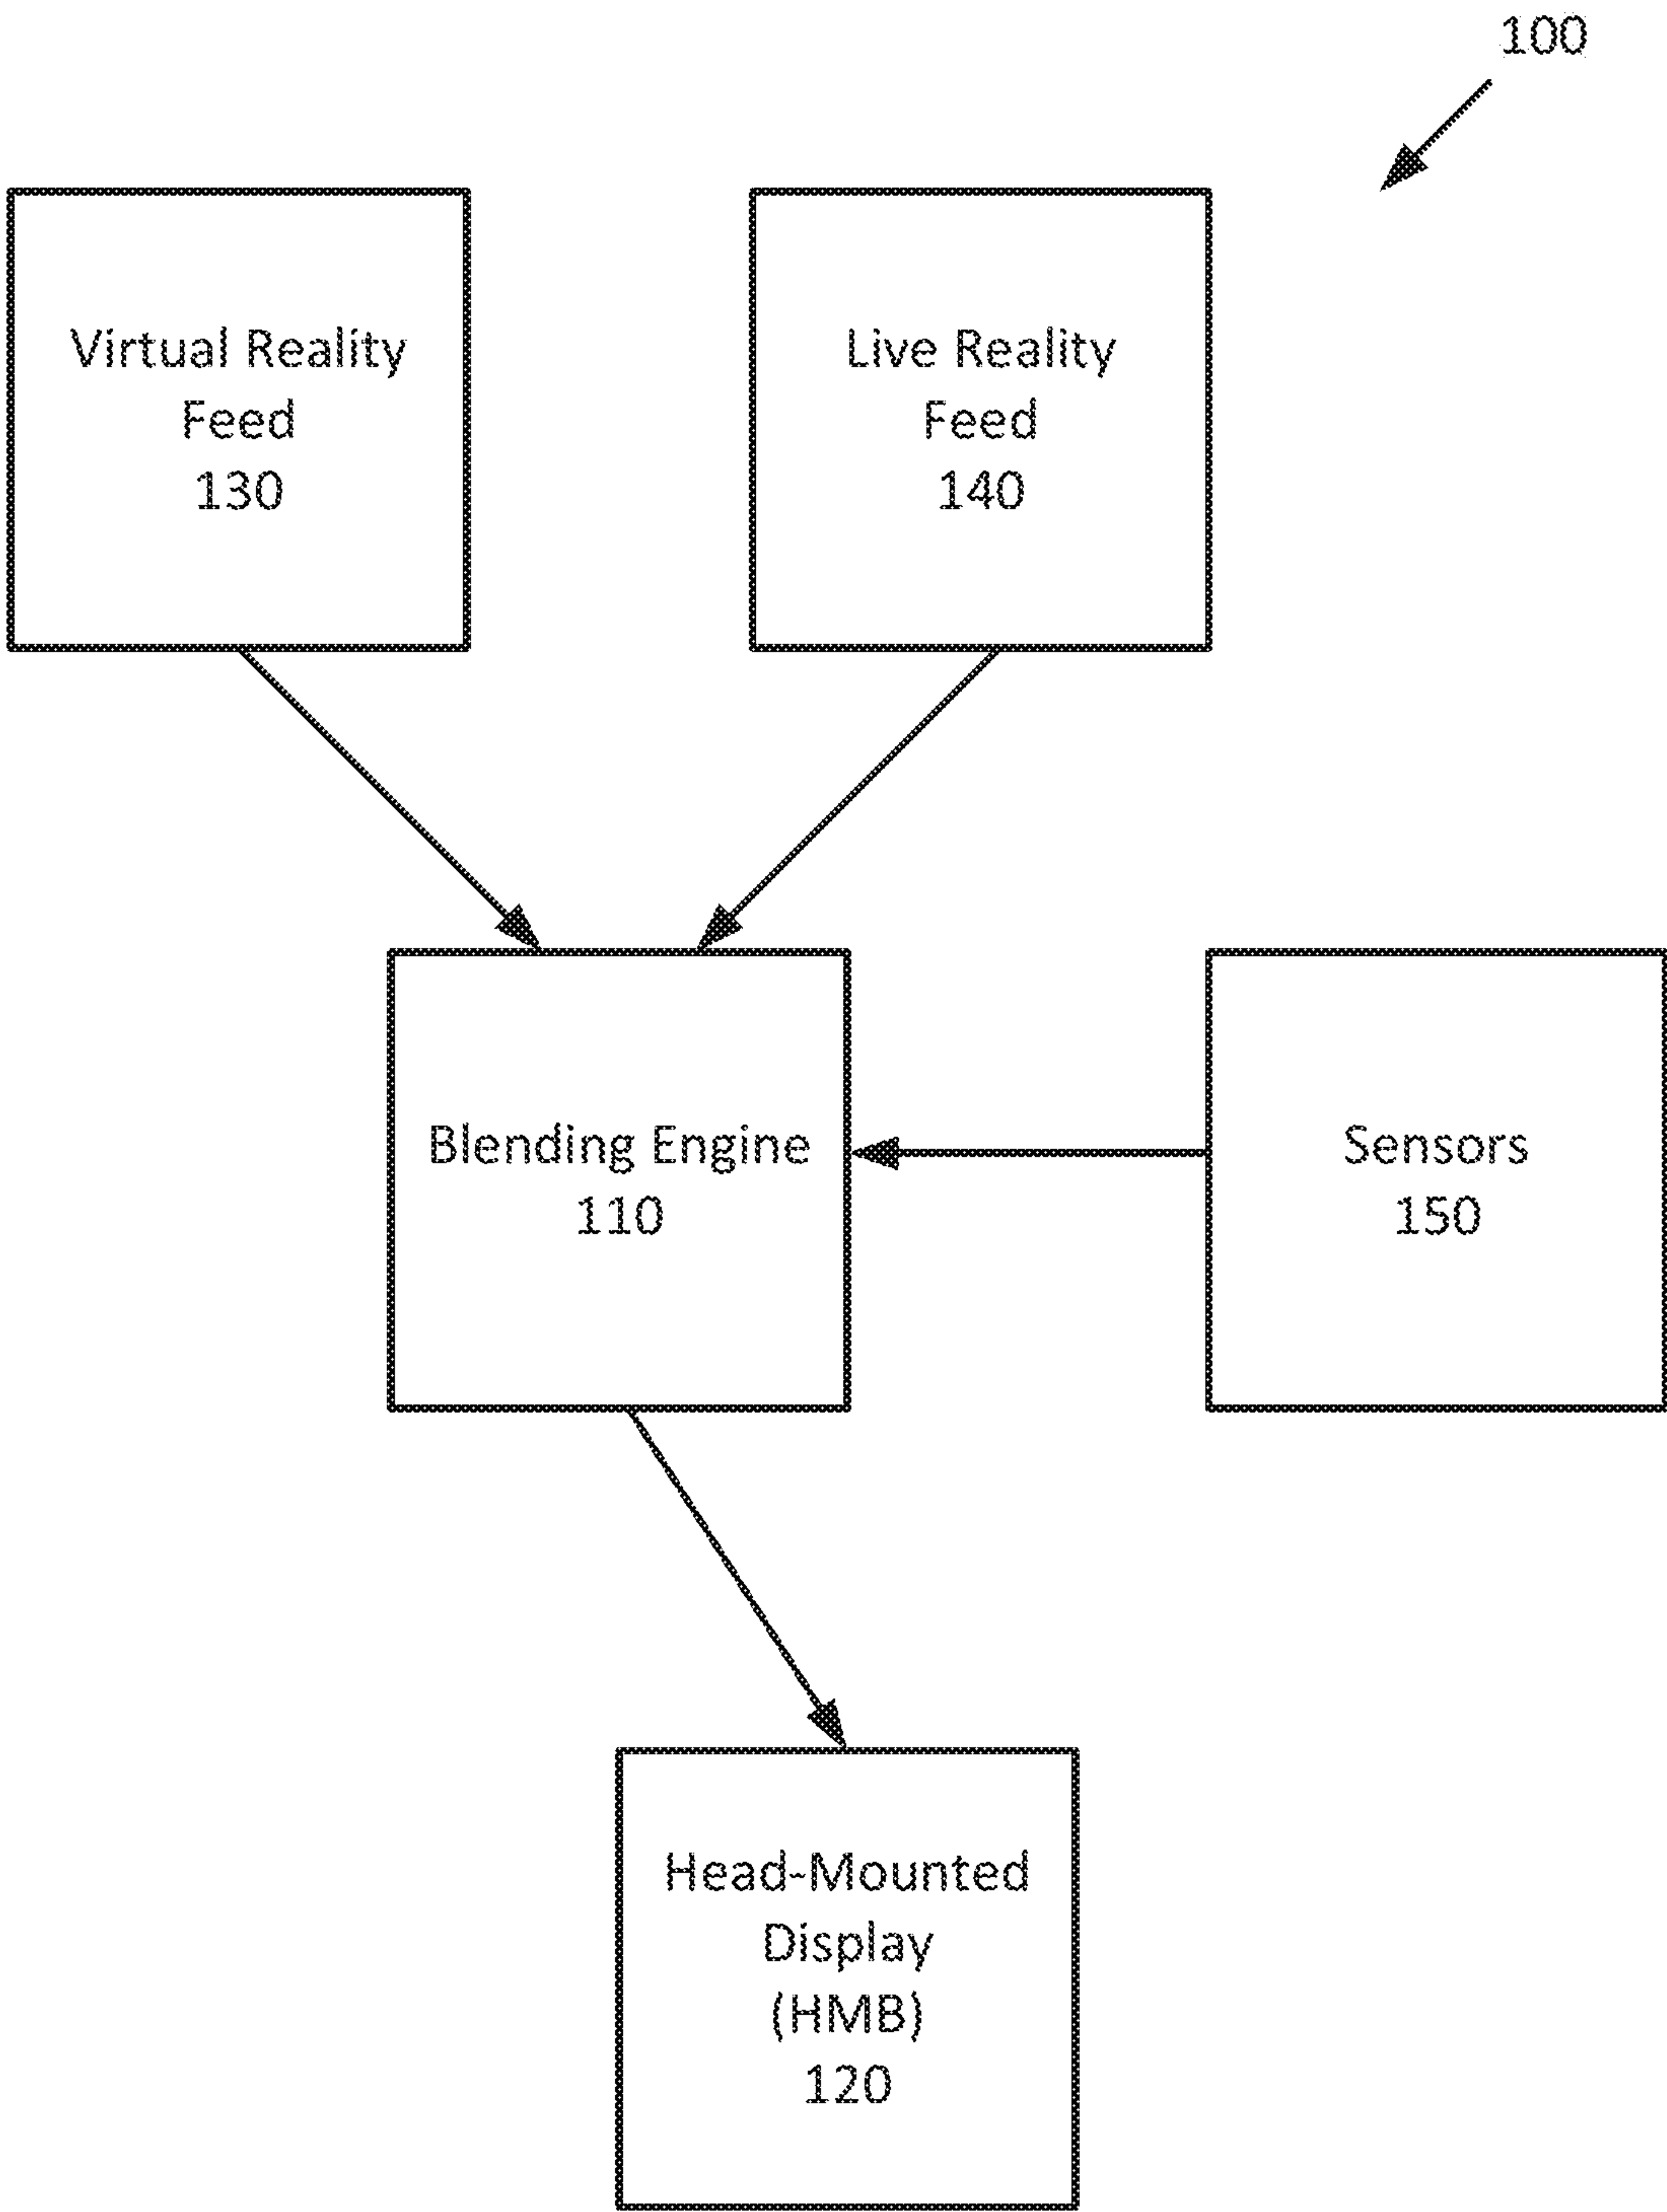 100
Virtual Reality
Feed
130
Live Reality
Feed
140
Blending Engine
110
Sensors
150
Head-Mounted
Display
(HMB)
120